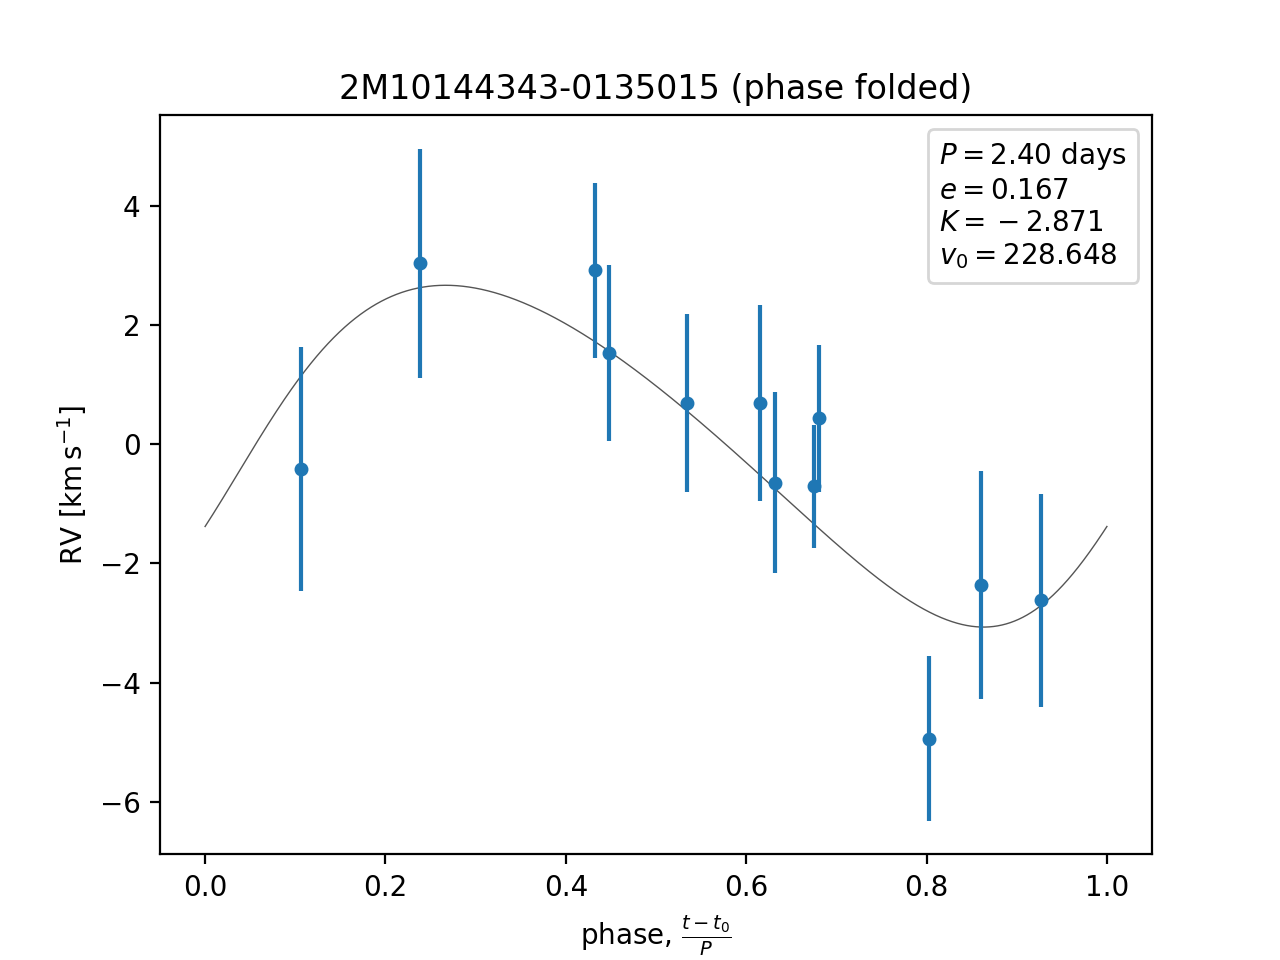 2M10144343-0135015 (phase folded)
P = 2.40 days
e = 0.167
K = −2.871
v₀ = 228.648
RV [km s⁻¹]
4
2
0
−2
−4
−6
0.0 0.2 0.4 0.6 0.8 1.0
phase, (t − t₀)/P